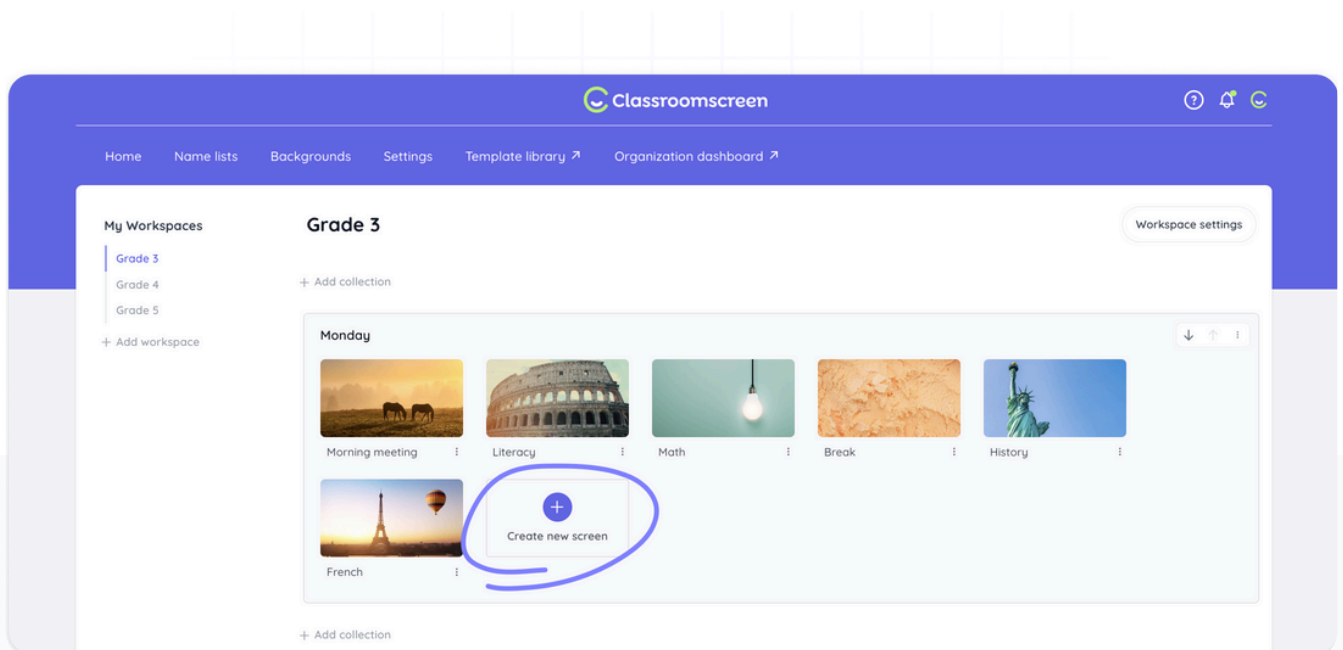 Classroomscreen
Home Name lists Backgrounds Settings Template library ↗ Organization dashboard ↗
My Workspaces
Grade 3
Grade 4
Grade 5
+ Add workspace
Grade 3
Workspace settings
+ Add collection
Monday
Morning meeting
Literacy
Math
Break
History
French
Create new screen
+ Add collection